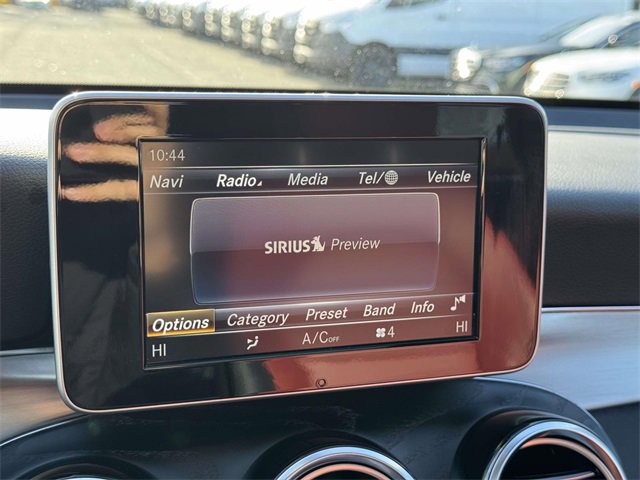 10:44
Navi Radio Media Tel/ Vehicle
SIRIUS Preview
Options Category Preset Band Info
HI A/C OFF 4 HI